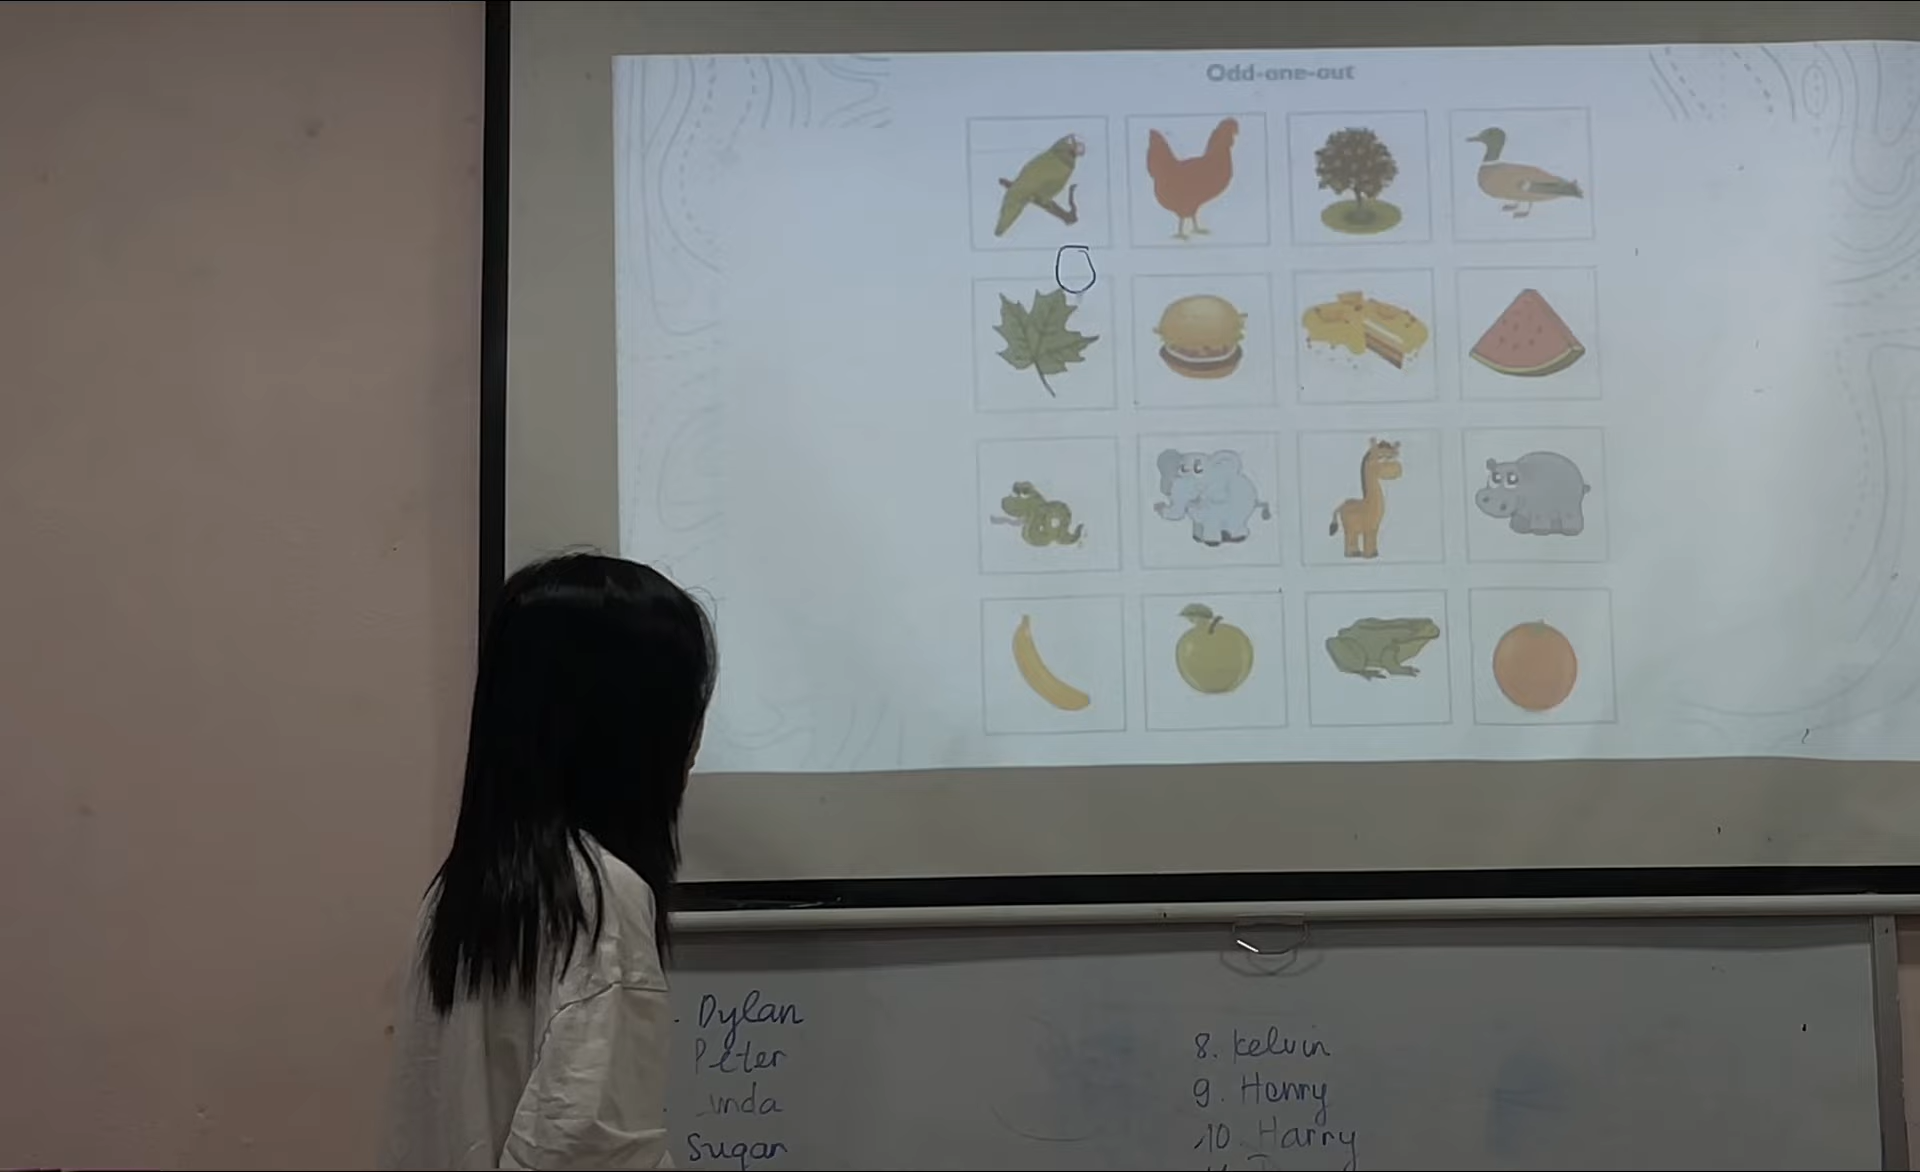 Odd-one-out
Dylan
Peter
Sugar
8. Kelvin
9. Henry
10. Harry